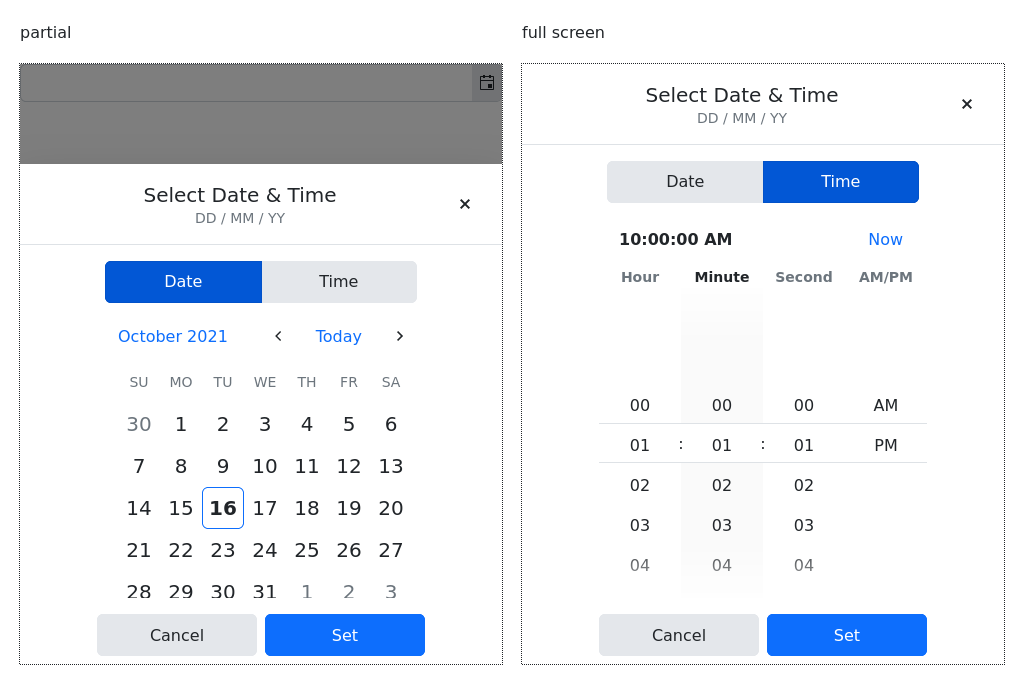 partial
Select Date & Time
DD / MM / YY
Date Time
October 2021 Today
SU MO TU WE TH FR SA
30 1 2 3 4 5 6
7 8 9 10 11 12 13
14 15 16 17 18 19 20
21 22 23 24 25 26 27
28 29 30 31 1 2 3
Cancel Set
full screen
Select Date & Time
DD / MM / YY
Date Time
10:00:00 AM Now
Hour Minute Second AM/PM
00 00 00 AM
01 : 01 : 01 PM
02 02 02
03 03 03
04 04 04
Cancel Set